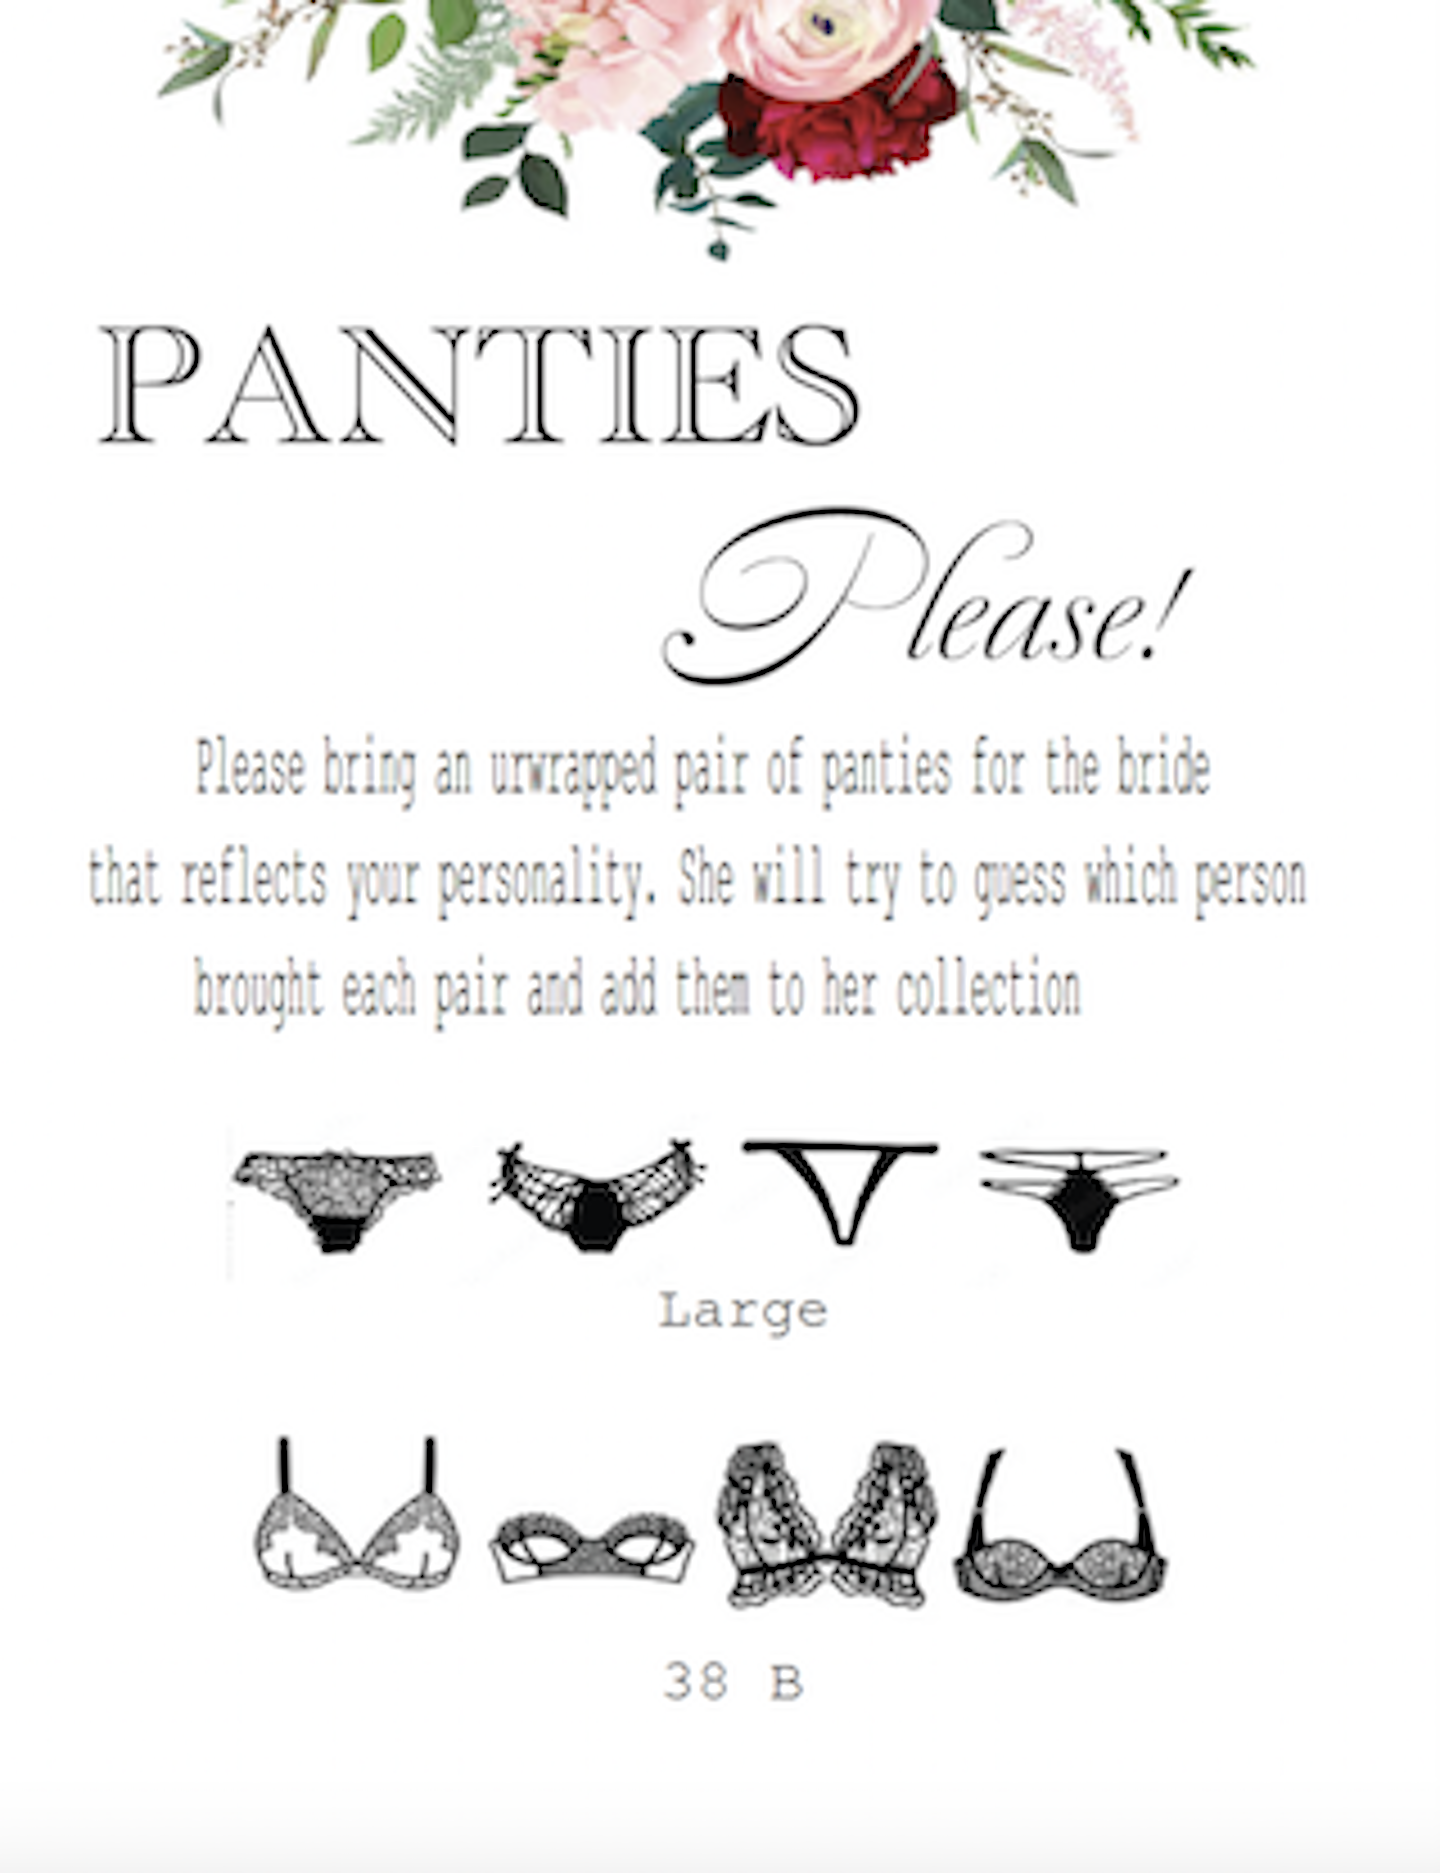 PANTIES
Please!
Please bring an unwrapped pair of panties for the bride
that reflects your personality. She will try to guess which person
brought each pair and add them to her collection
Large
38 B